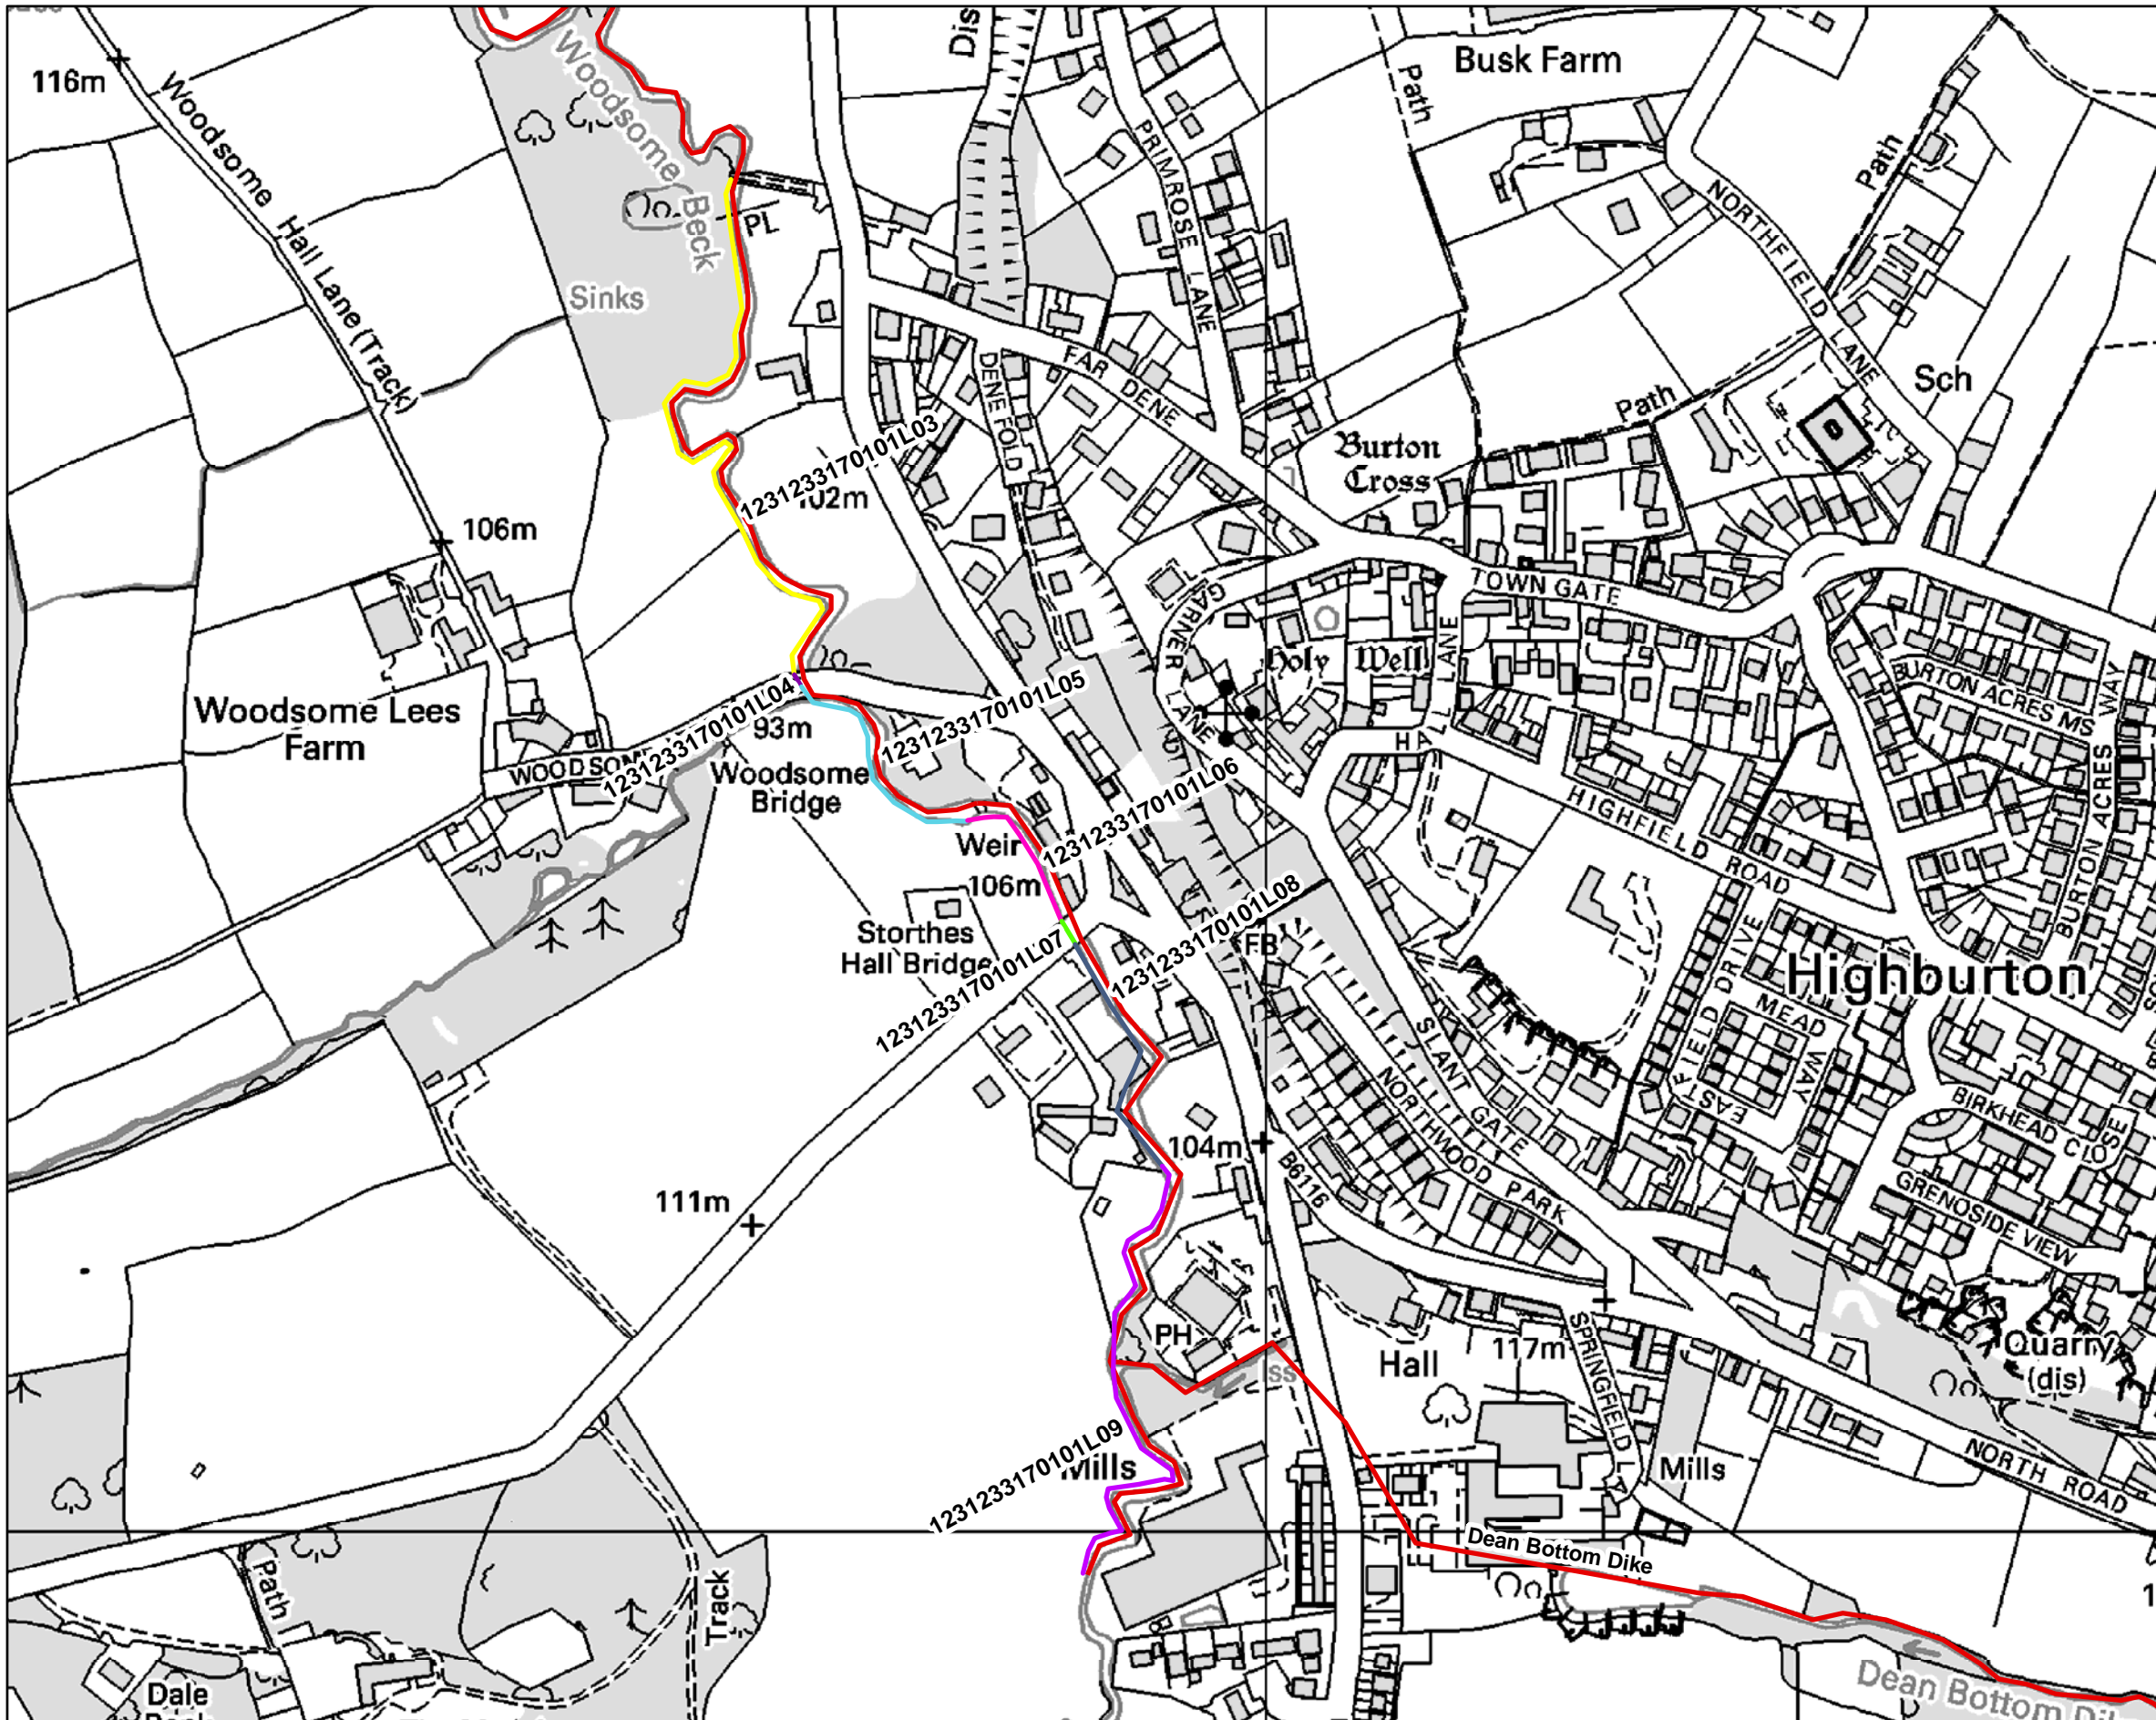 116m
Woodsome Hall Lane (Track)
Woodsome Beck
Dis
PRIMROSE LANE
Path
Busk Farm
Path
NORTHFIELD LANE
PL
Sinks
FAR DENE
DENE FOLD
Path
Sch
Burton
Cross
1231233170101L03
102m
106m
TOWN GATE
GARNER LANE
Holy Well
HALL LANE
BURTON ACRES MS
BURTON ACRES WAY
Woodsome Lees
Farm
1231233170101L04
93m
1231233170101L05
Woodsome
Bridge
1231233170101L06
HIGHFIELD ROAD
Weir
106m
1231233170101L08
Storthes
Hall Bridge
1231233170101L07
FB
Highburton
EASTFIELD DRIVE
MEAD WAY
SLANT GATE
NORTHWOOD PARK
BIRKHEAD CLOSE
104m
B6116
GRENOSIDE VIEW
111m
PH
Iss
Hall
117m
SPRINGFIELD
Quarry
(dis)
1231233170101L09
Mills
Mills
NORTH ROAD
Dean Bottom Dike
Path
Track
Dale
Dean Bottom